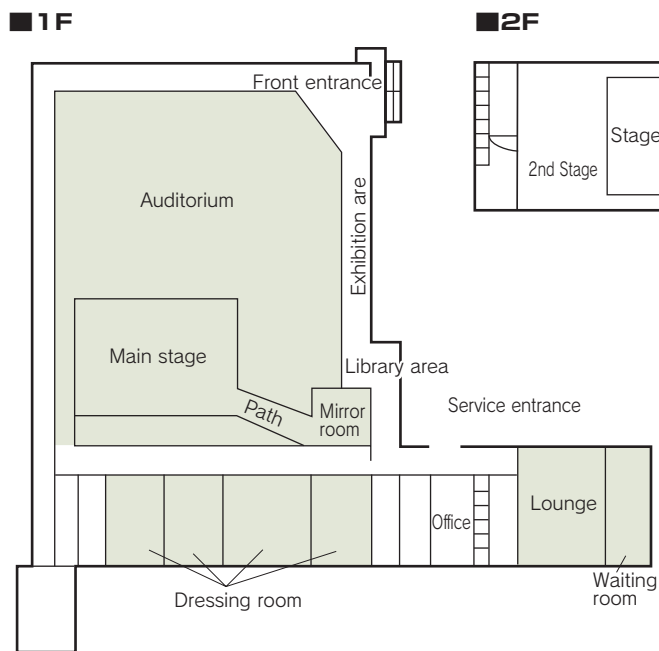 ■1F
■2F
Front entrance
Stage
2nd Stage
Auditorium
Exhibition are
Main stage
Library area
Path
Mirror
room
Service entrance
Office
Lounge
Dressing room
Waiting
room